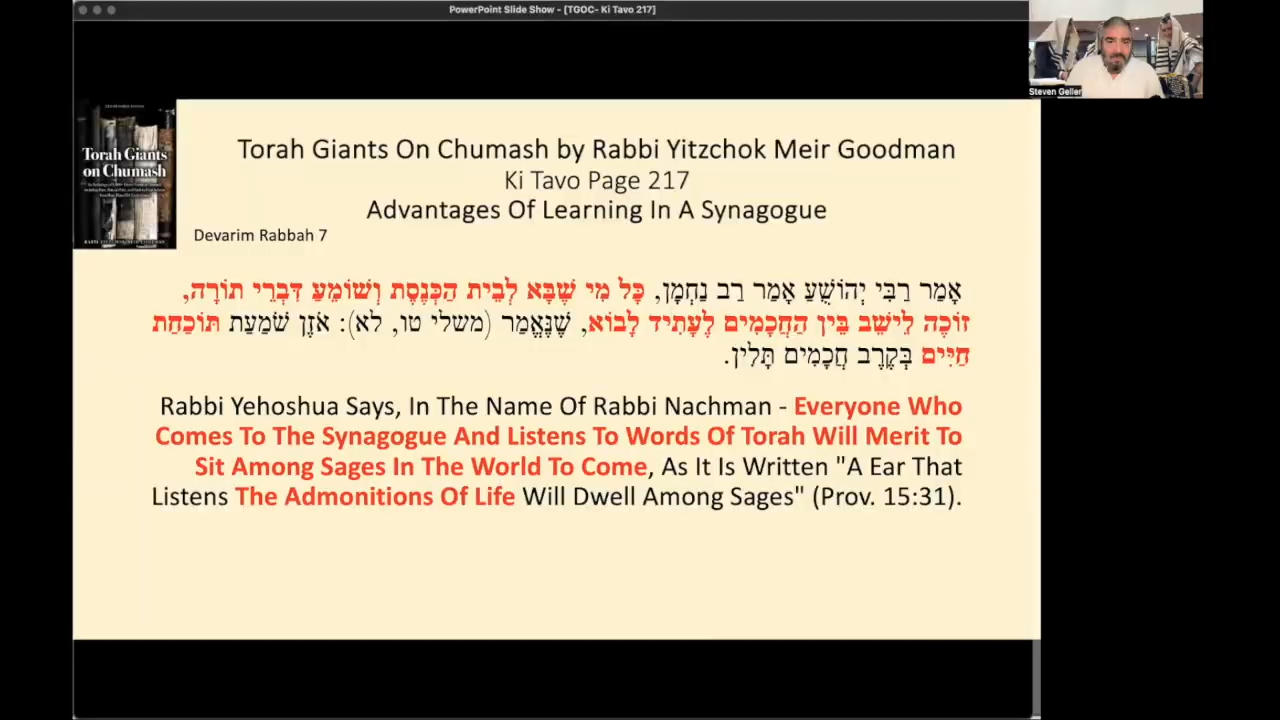 PowerPoint Slide Show - [TGOC- Ki Tavo 217]
Steven Geller
Torah Giants
on Chumash
Torah Giants On Chumash by Rabbi Yitzchok Meir Goodman
Ki Tavo Page 217
Advantages Of Learning In A Synagogue
Devarim Rabbah 7
אָמַר רַבִּי יְהוֹשֻׁעַ אָמַר רַב נַחְמָן, כָּל מִי שֶׁבָּא לְבֵית הַכְּנֶסֶת וְשׁוֹמֵעַ דִּבְרֵי תוֹרָה,
זוֹכֶה לֵישֵׁב בֵּין הַחֲכָמִים לֶעָתִיד לָבוֹא, שֶׁנֶּאֱמַר (משלי טו, לא): אֹזֶן שֹׁמַעַת תּוֹכַחַת
חַיִּים בְּקֶרֶב חֲכָמִים תָּלִין.
Rabbi Yehoshua Says, In The Name Of Rabbi Nachman - Everyone Who
Comes To The Synagogue And Listens To Words Of Torah Will Merit To
Sit Among Sages In The World To Come, As It Is Written "A Ear That
Listens The Admonitions Of Life Will Dwell Among Sages" (Prov. 15:31).